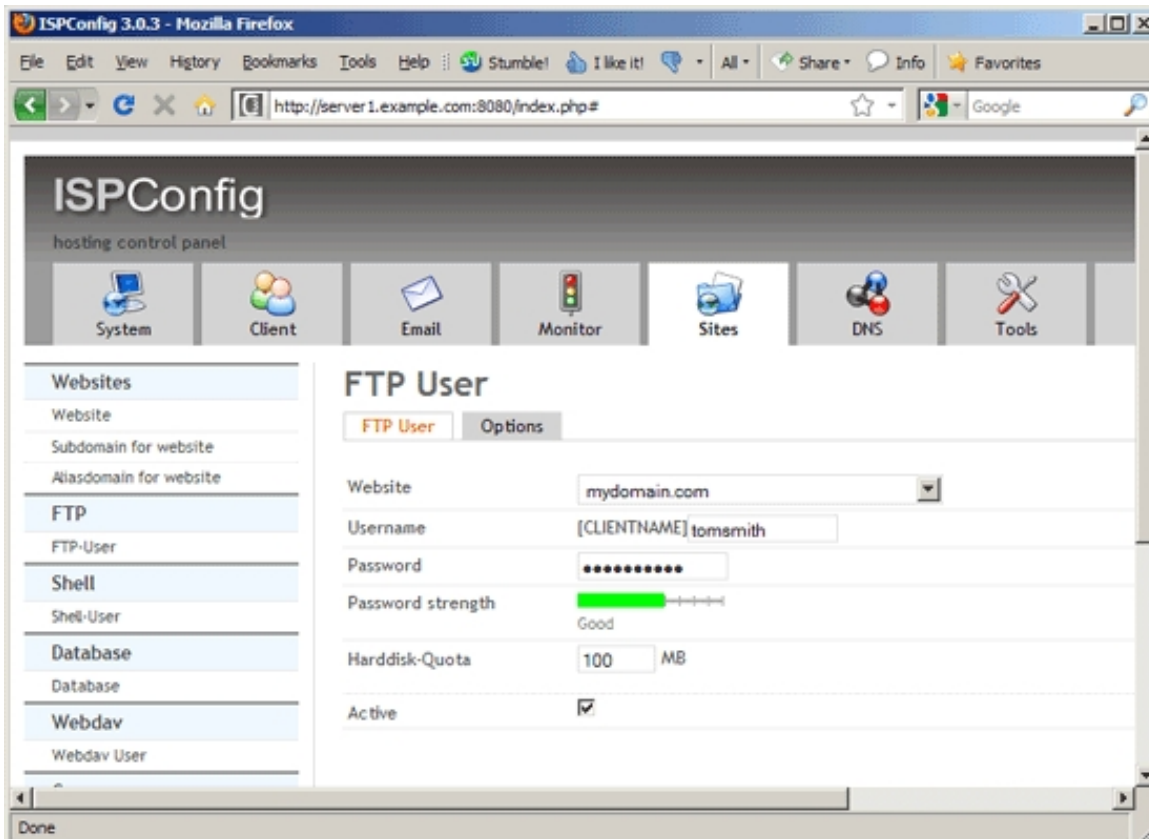 ISPConfig 3.0.3 - Mozilla Firefox
File Edit View History Bookmarks Tools Help Stumble! I like it! All Share Info Favorites
http://server1.example.com:8080/index.php# Google
ISPConfig
hosting control panel
System Client Email Monitor Sites DNS Tools
Websites
Website
Subdomain for website
Aliasdomain for website
FTP
FTP-User
Shell
Shell-User
Database
Database
Webdav
Webdav User
FTP User
FTP User Options
Website mydomain.com
Username [CLIENTNAME] tomsmith
Password ••••••••••
Password strength
Good
Harddisk-Quota 100 MB
Active
Done